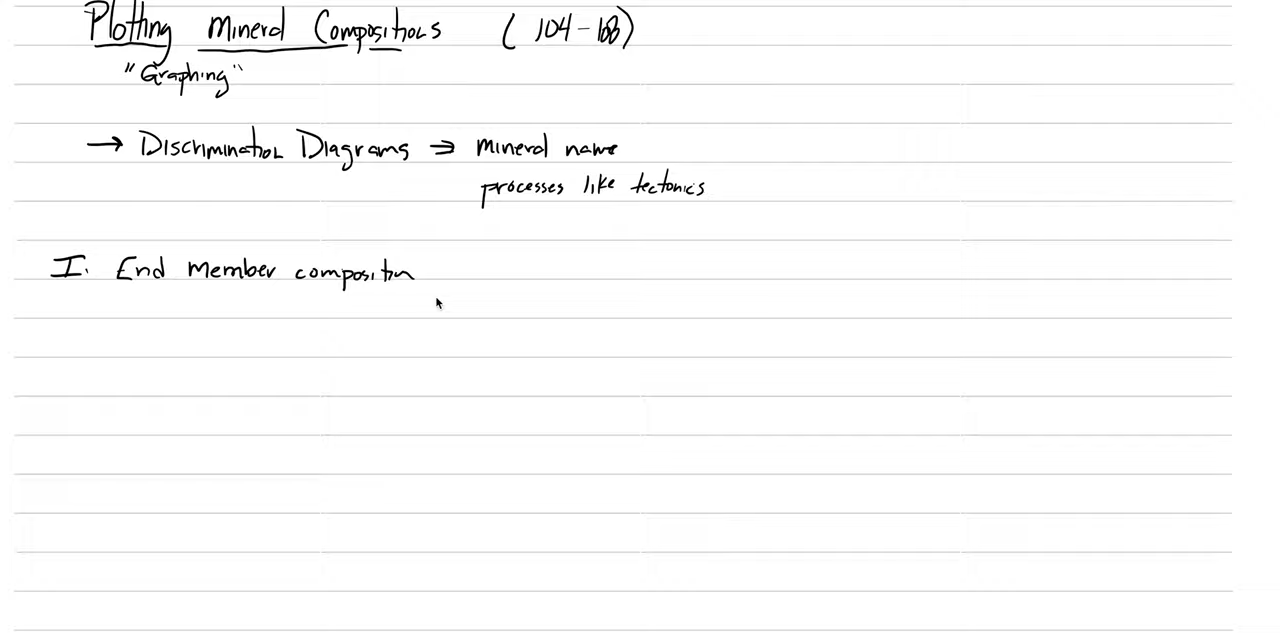 Plotting Mineral Compositions (104-108)
"Graphing"
→ Discrimination Diagrams ⇒ mineral name
processes like tectonics
I. End member composition